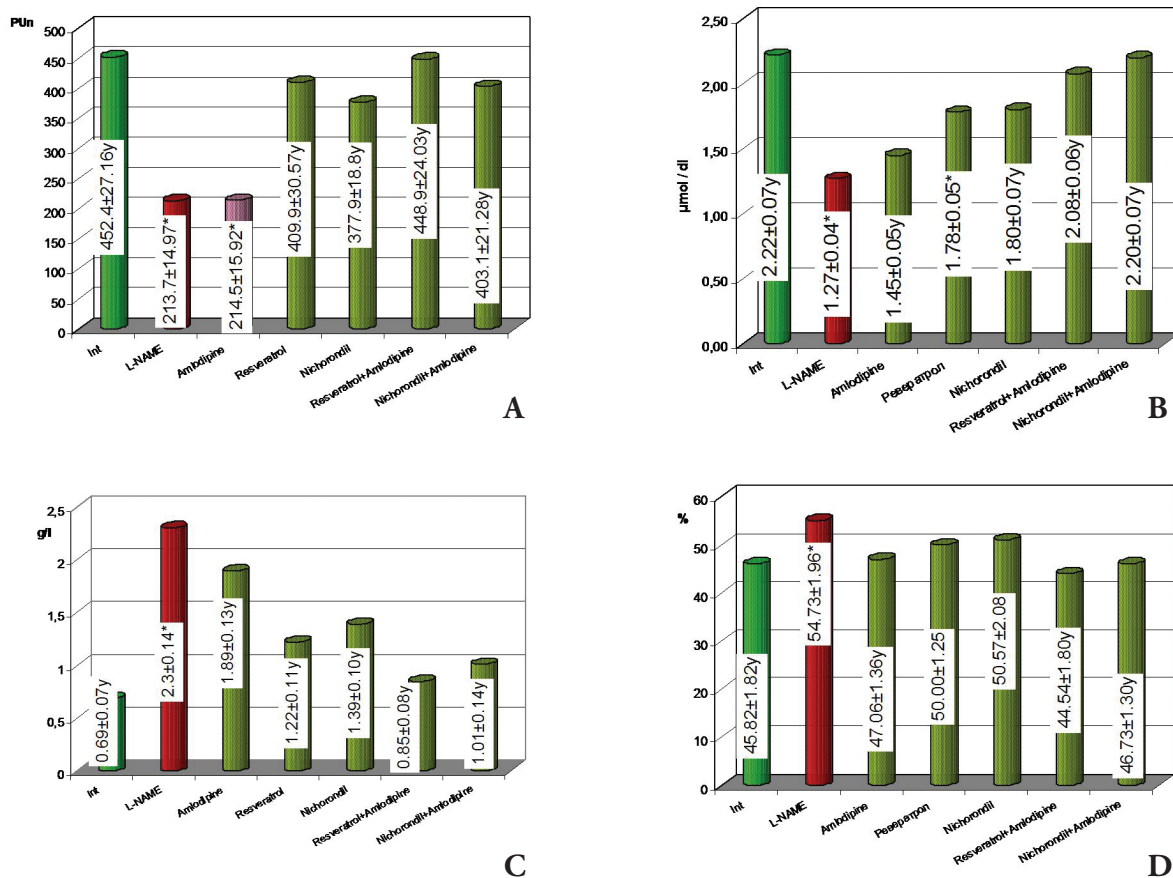 PUn
500
450
400
350
300
250
200
150
100
50
0
452.4±27.16y
213.7±14.97*
214.5±15.92*
409.9±30.57y
377.9±18.8y
448.9±24.03y
403.1±21.28y
Int
L-NAME
Amlodipine
Resveratrol
Nichorondil
Resveratrol+Amlodipine
Nichorondil+Amlodipine
A
µmol / dl
2,50
2,00
1,50
1,00
0,50
0,00
2.22±0.07y
1.27±0.04*
1.45±0.05y
1.78±0.05*
1.80±0.07y
2.08±0.06y
2.20±0.07y
Int
L-NAME
Amlodipine
Резератрол
Nichorondil
Resveratrol+Amlodipine
Nichorondil+Amlodipine
B
g/l
2,5
2
1,5
1
0,5
0
0.69±0.07y
2.3±0.14*
1.89±0.13y
1.22±0.11y
1.39±0.10y
0.85±0.08y
1.01±0.14y
Int
L-NAME
Amlodipine
Resveratrol
Nichorondil
Resveratrol+Amlodipine
Nichorondil+Amlodipine
C
%
60
50
40
30
20
10
0
45.82±1.82y
54.73±1.96*
47.06±1.36y
50.00±1.25
50.57±2.08
44.54±1.80y
46.73±1.30y
Int
L-NAME
Amlodipine
Nichorondil
Resveratrol+Amlodipine
Nichorondil+Amlodipine
D